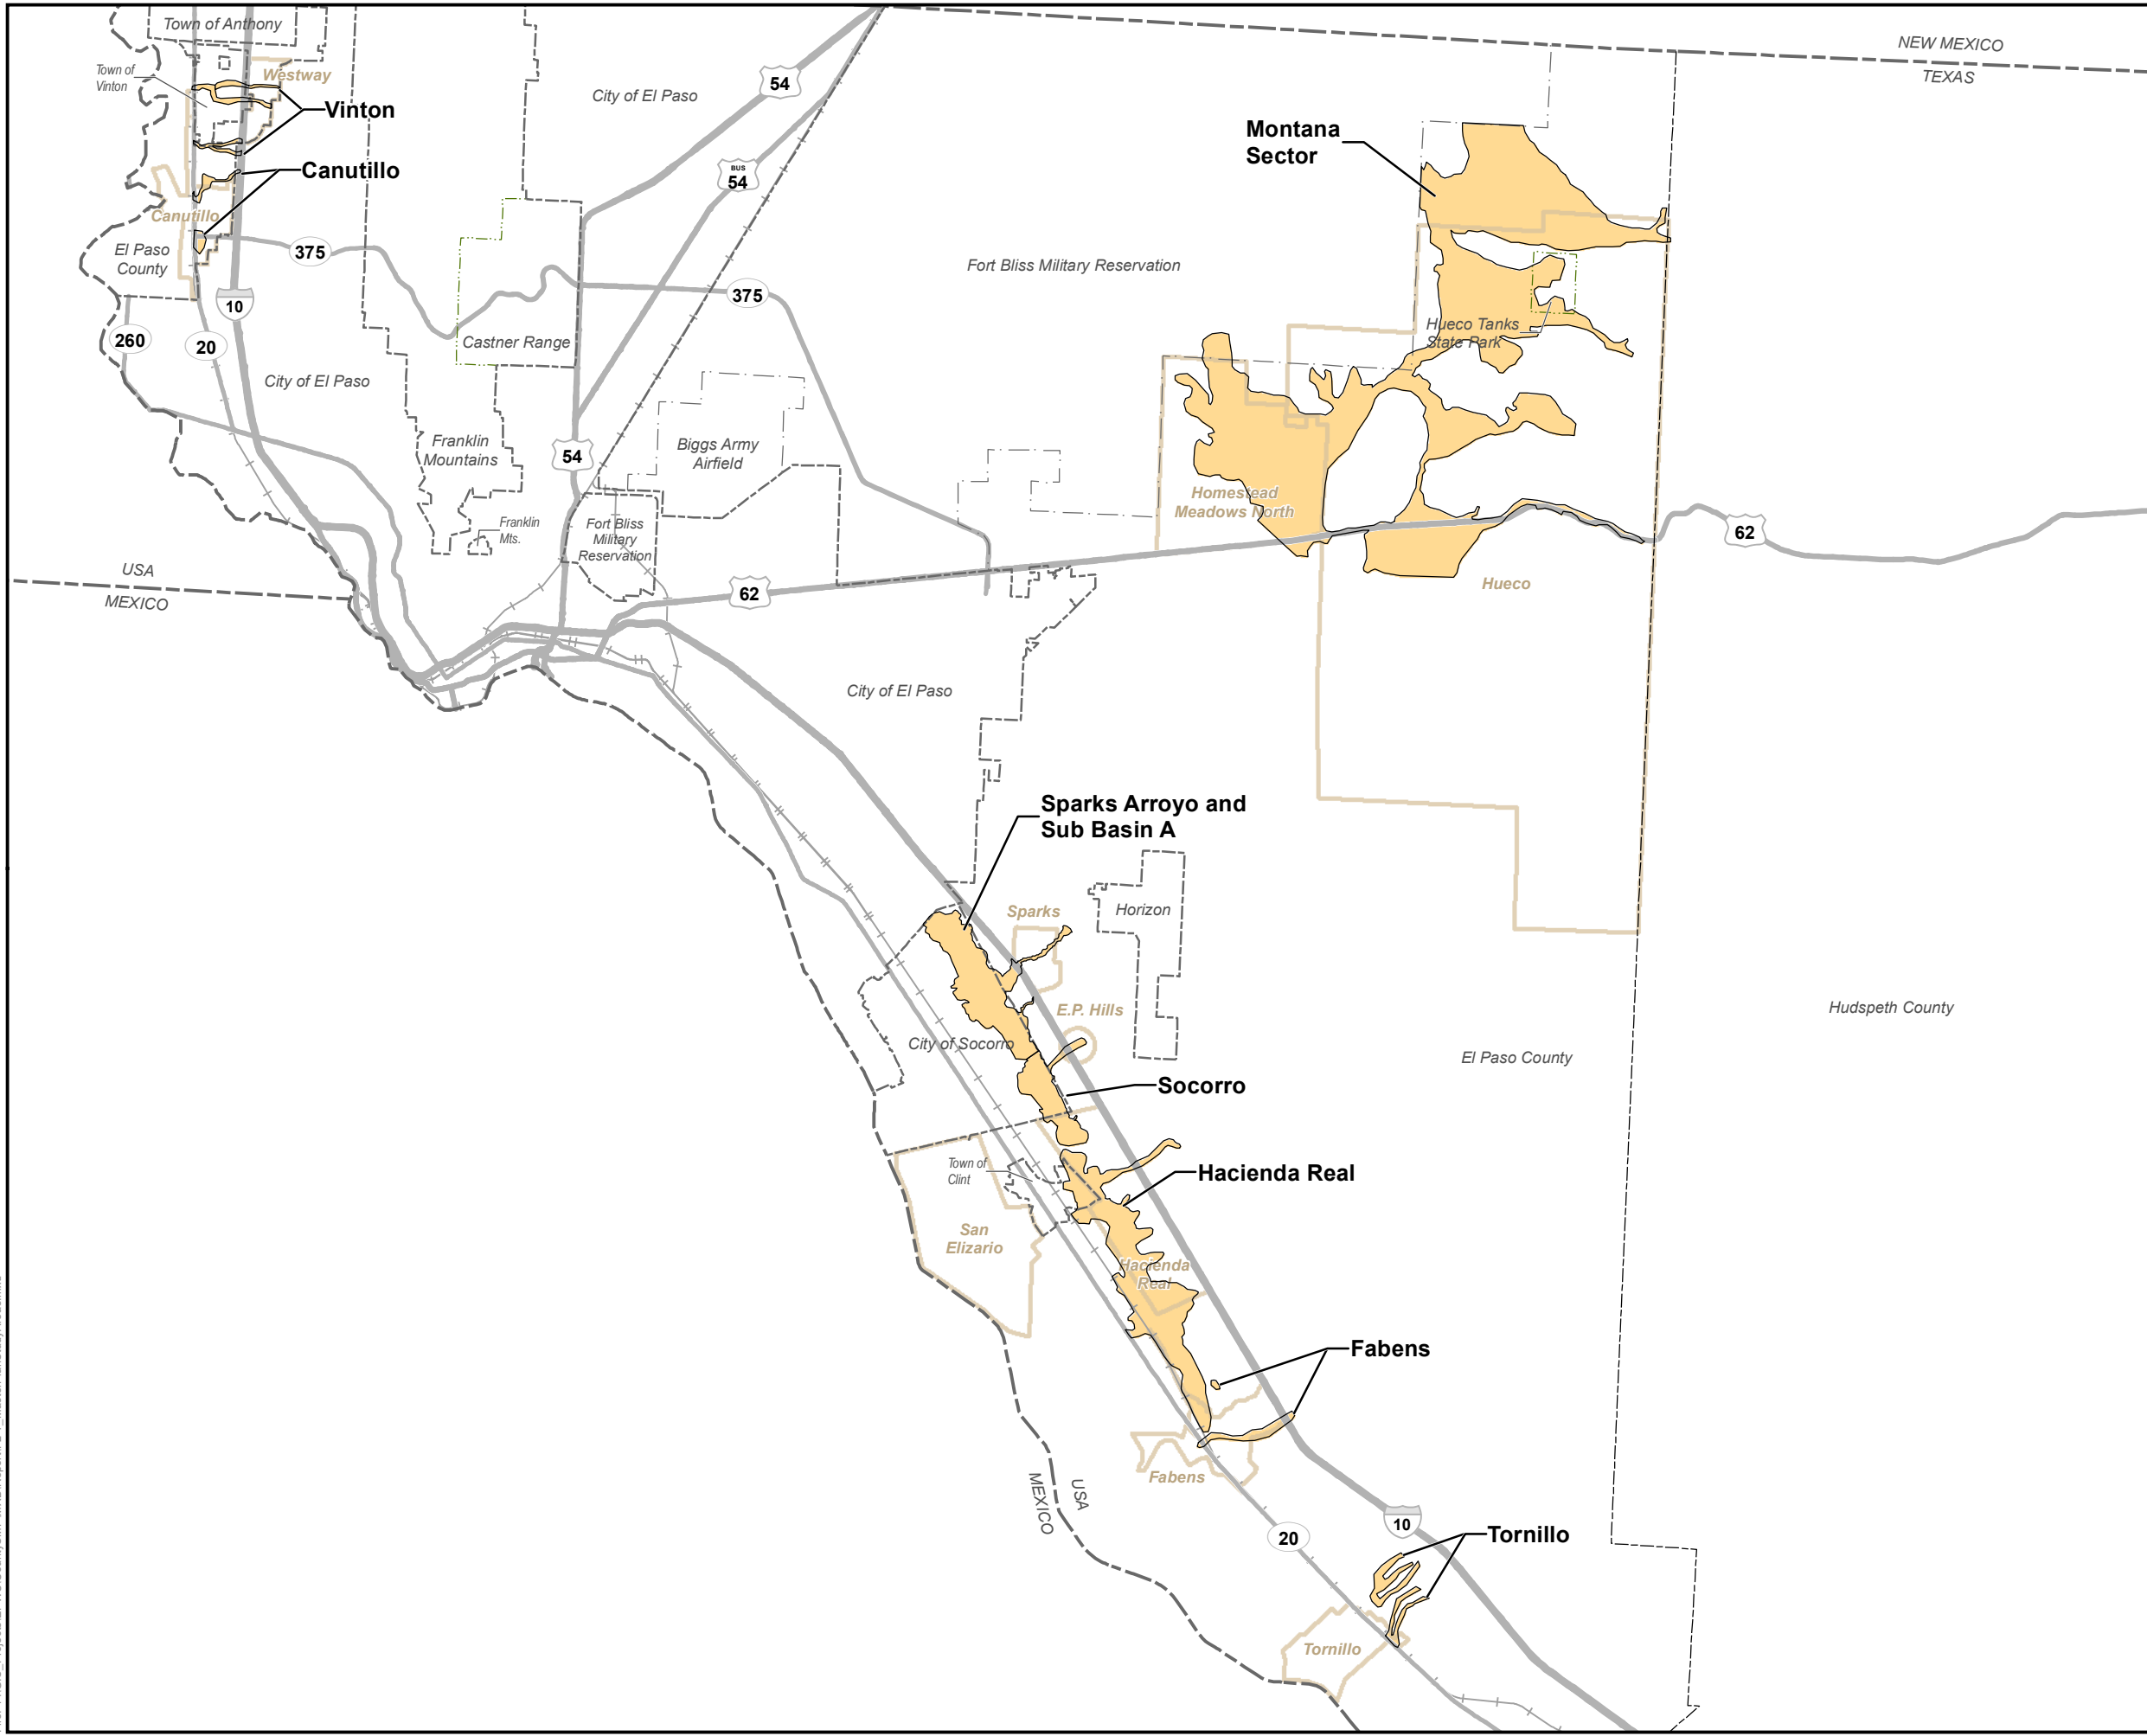 Town of Anthony
NEW MEXICO
TEXAS
Town of
Vinton
Westway
54
City of El Paso
Vinton
Montana
Sector
BUS
54
Canutillo
Canutillo
El Paso
County
375
Fort Bliss Military Reservation
375
10
260
20
Castner Range
Hueco Tanks
State Park
City of El Paso
Franklin
Mountains
54
Biggs Army
Airfield
Homestead
Meadows North
Franklin
Mts.
Fort Bliss
Military
Reservation
62
USA
MEXICO
62
Hueco
City of El Paso
Sparks Arroyo and
Sub Basin A
Sparks
Horizon
E.P. Hills
Hudspeth County
City of Socorro
El Paso County
Socorro
Town of
Clint
Hacienda Real
San
Elizario
Hacienda
Real
Fabens
Fabens
USA
MEXICO
10
20
Tornillo
Tornillo